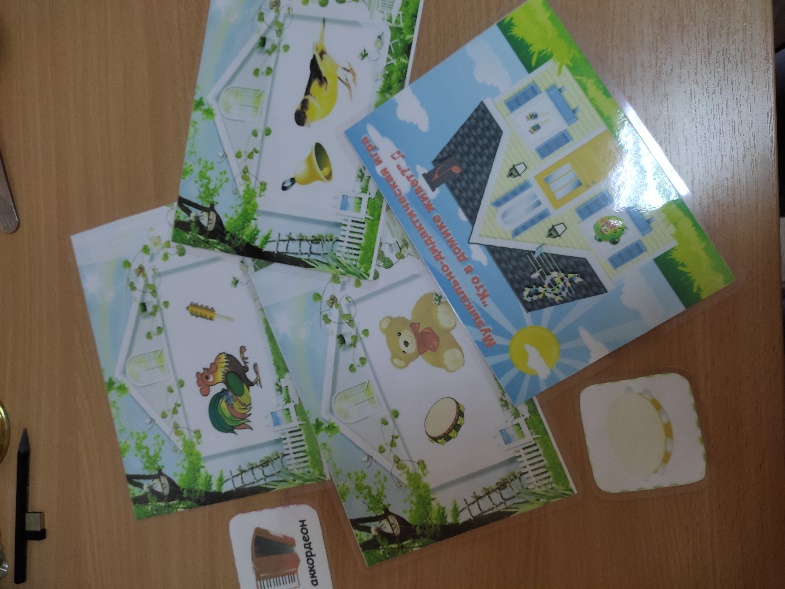 Музыкально-дидактическая игра
"Кто в домике живет?"♫
аккордеон